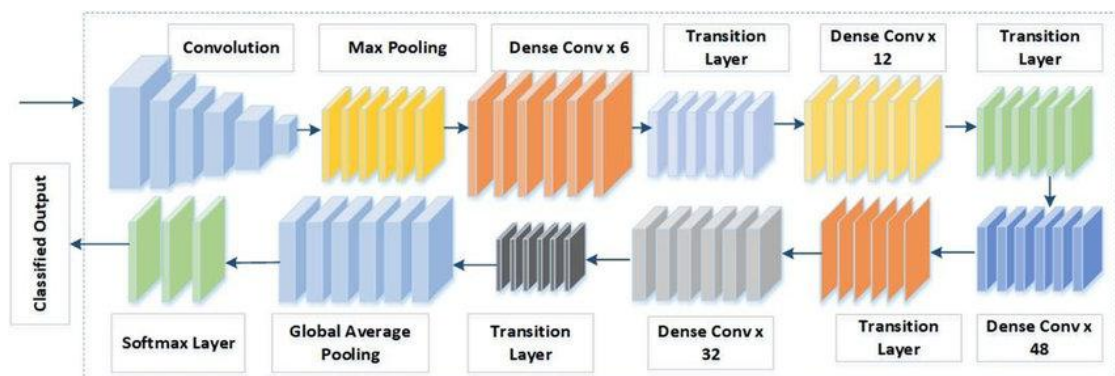 Convolution
Max Pooling
Dense Conv x 6
Transition
Layer
Dense Conv x
12
Transition
Layer
Classified Output
Softmax Layer
Global Average
Pooling
Transition
Layer
Dense Conv x
32
Transition
Layer
Dense Conv x
48